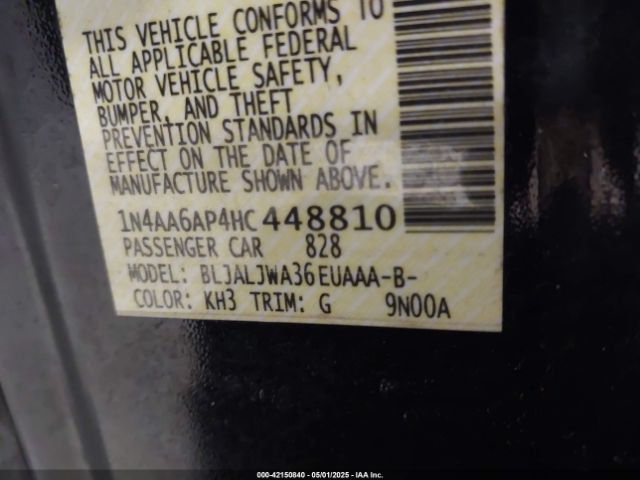 THIS VEHICLE CONFORMS TO
ALL APPLICABLE FEDERAL
MOTOR VEHICLE SAFETY,
BUMPER, AND THEFT
PREVENTION STANDARDS IN
EFFECT ON THE DATE OF
MANUFACTURE SHOWN ABOVE.
1N4AA6AP4HC448810
PASSENGER CAR 828
MODEL: BLJALJWA36EUAAA-B-
COLOR: KH3 TRIM: G 9N00A
000-42150840 - 05/01/2025 - IAA Inc.